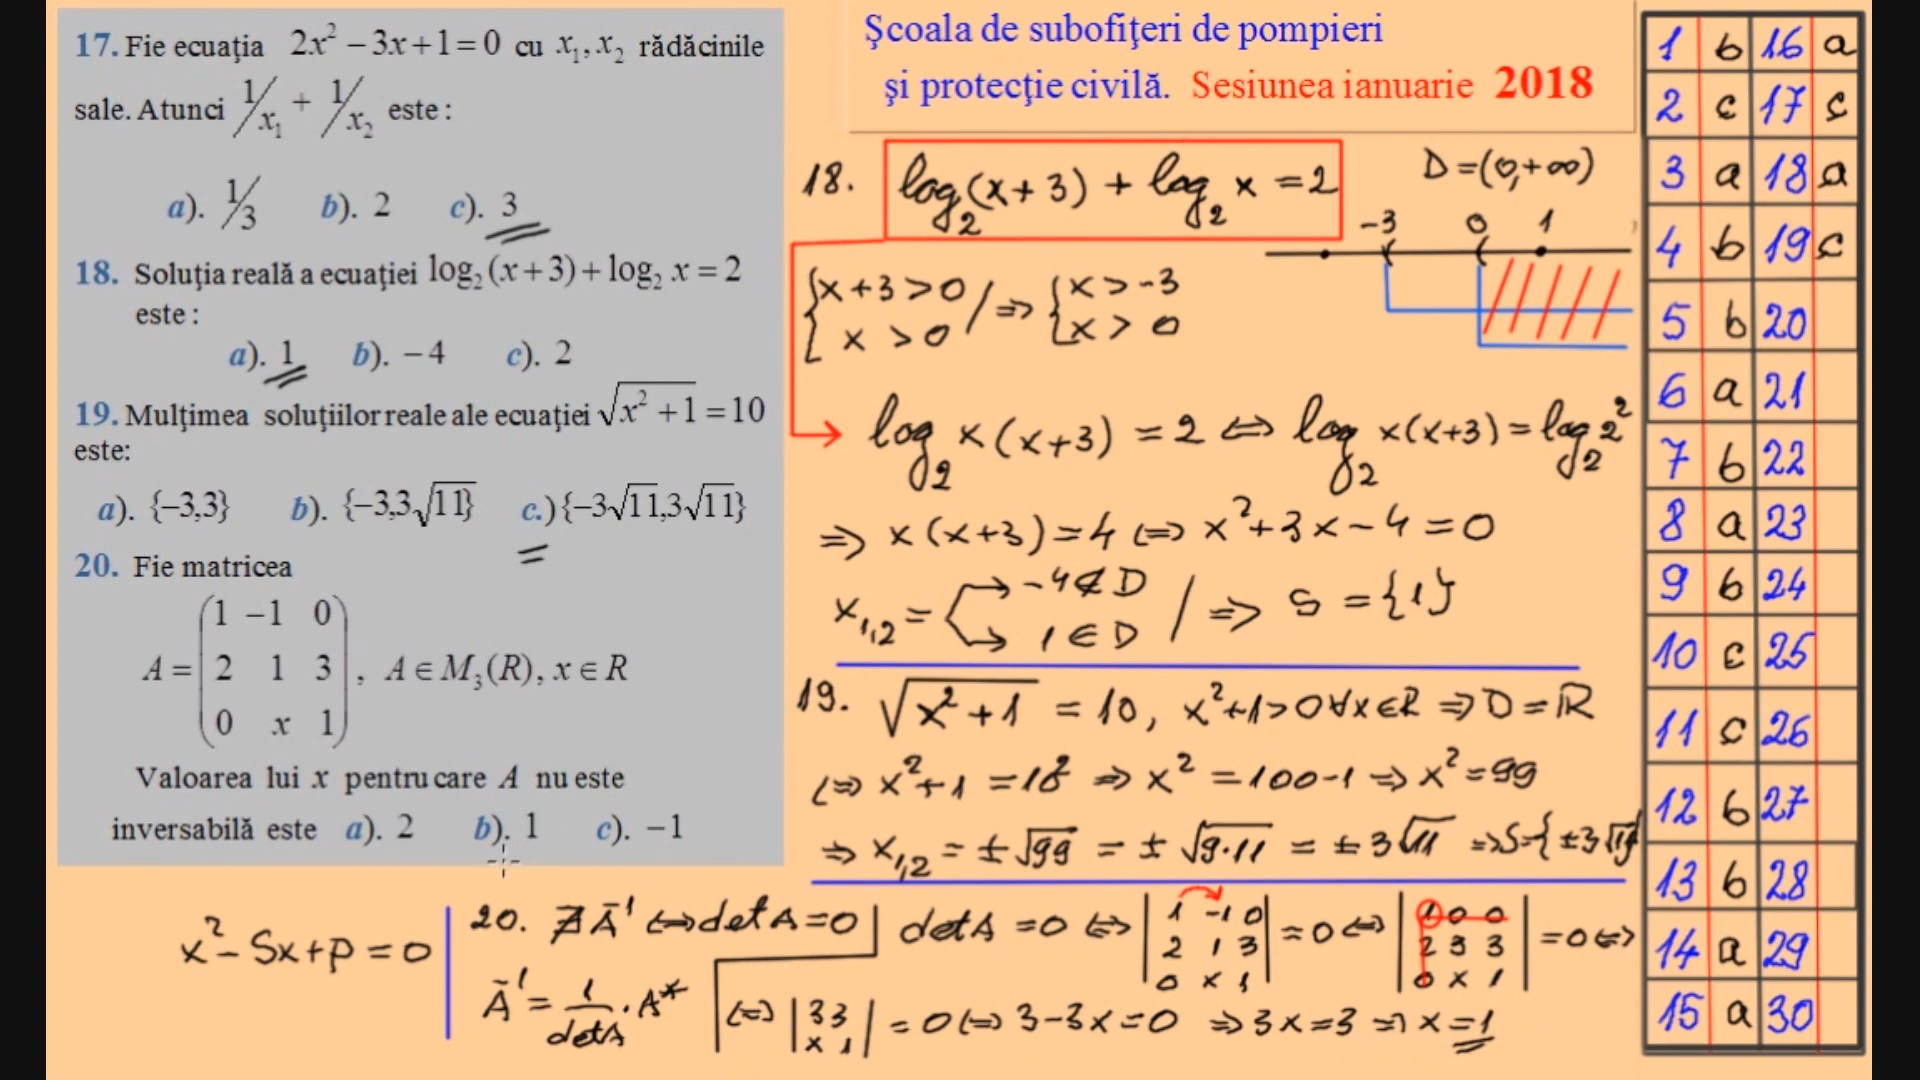 17. Fie ecuaţia 2x² − 3x + 1 = 0 cu x₁, x₂ rădăcinile
sale. Atunci 1/x₁ + 1/x₂ este :
a). 1/3 b). 2 c). 3
18. Soluţia reală a ecuaţiei log₂(x+3) + log₂ x = 2
este :
a). 1 b). − 4 c). 2
19. Mulţimea soluţiilor reale ale ecuaţiei √(x² + 1) = 10
este:
a). {−3,3} b). {−3,3√11} c.) {−3√11,3√11}
20. Fie matricea
1 −1 0
A = 2 1 3 , A ∈ M₃(R), x ∈ R
0 x 1
Valoarea lui x pentru care A nu este
inversabilă este a). 2 b). 1 c). −1
Şcoala de subofiţeri de pompieri
şi protecţie civilă. Sesiunea ianuarie 2018
18. log₂(x+3) + log₂ x = 2 D = (0,+∞)
-3 0 1
{x+3>0 / ⇒ {x>-3
x>0 x>0
log₂ x(x+3) = 2 ⇔ log₂ x(x+3) = log₂ 2²
⇒ x(x+3) = 4 ⇔ x² + 3x − 4 = 0
x₁,₂ = -4 ∉ D / ⇒ S = {1}
1 ∈ D
19. √(x²+1) = 10, x²+1>0 ∀x∈R ⇒ D = R
⇔ x²+1 = 10² ⇒ x² = 100-1 ⇒ x² = 99
⇒ x₁,₂ = ±√99 = ±√9·11 = ±3√11 ⇒ S={±3√11}
x² − Sx + p = 0
20. ∄ A⁻¹ ⇔ det A = 0
A⁻¹ = 1/det A · A*
det A = 0 ⇔ |1 -1 0| = 0 ⇔ |1 0 0| = 0 ⇔
|2 1 3| |2 3 3|
|0 x 1| |0 x 1|
⇔ |3 3| = 0 ⇔ 3-3x = 0 ⇒ 3x = 3 ⇒ x = 1
|x 1|
1 b 16 a
2 c 17 c
3 a 18 a
4 b 19 c
5 b 20
6 a 21
7 b 22
8 a 23
9 b 24
10 c 25
11 c 26
12 b 27
13 b 28
14 a 29
15 a 30